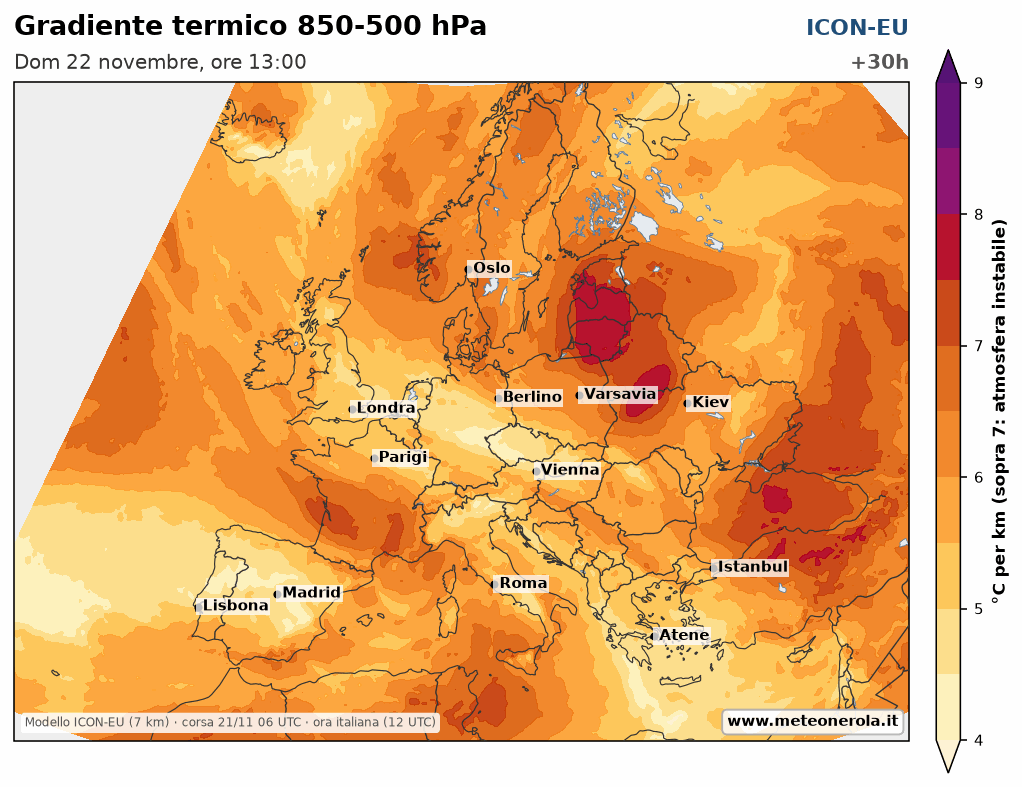 Gradiente termico 850-500 hPa
ICON-EU
Dom 22 novembre, ore 13:00
+30h
Oslo
Berlino
Varsavia
Kiev
Londra
Parigi
Vienna
Istanbul
Roma
Madrid
Lisbona
Atene
Modello ICON-EU (7 km) · corsa 21/11 06 UTC · ora italiana (12 UTC)
www.meteonerola.it
9
8
7
6
5
4
°C per km (sopra 7: atmosfera instabile)